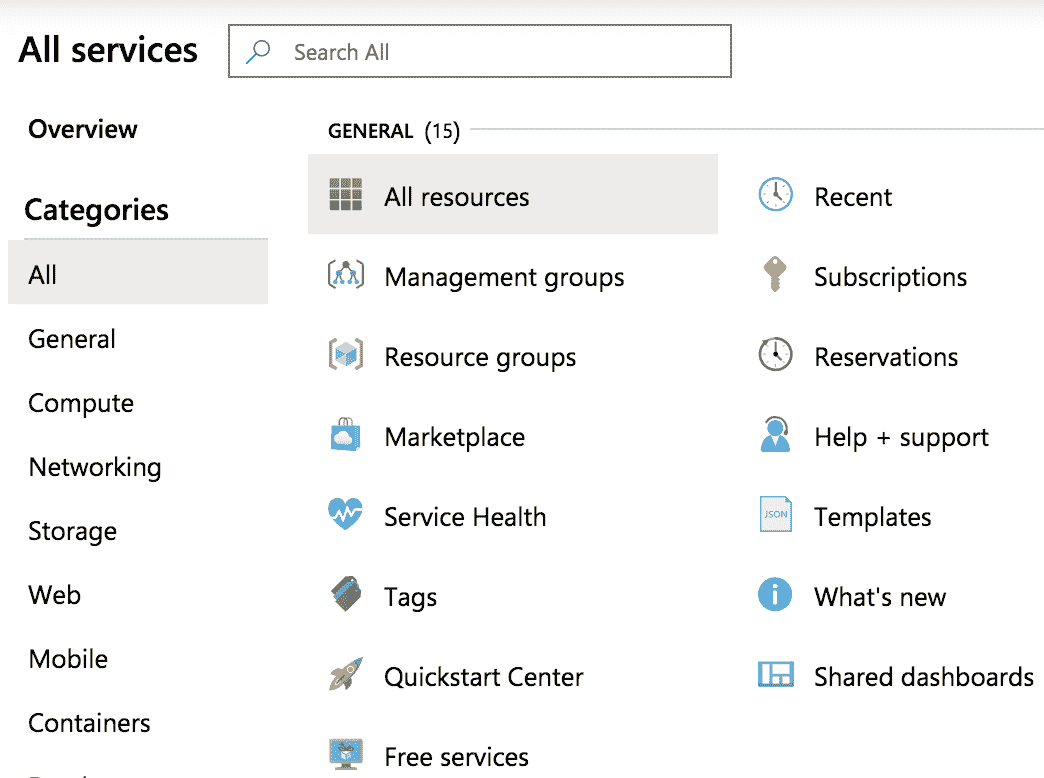 All services
Search All
Overview
Categories
All
General
Compute
Networking
Storage
Web
Mobile
Containers
GENERAL (15)
All resources
Recent
Management groups
Subscriptions
Resource groups
Reservations
Marketplace
Help + support
Service Health
JSON
Templates
Tags
What's new
Quickstart Center
Shared dashboards
Free services